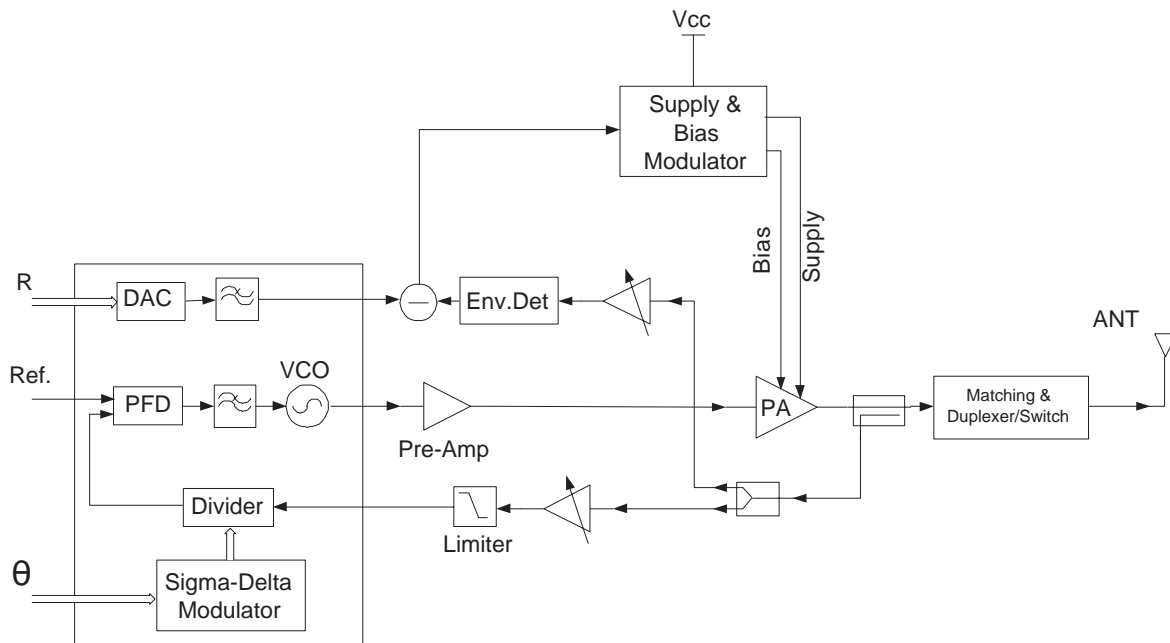 Vcc
Supply &
Bias
Modulator
Bias
Supply
R
DAC
Env.Det
ANT
Ref.
PFD
VCO
Pre-Amp
PA
Matching &
Duplexer/Switch
Divider
Limiter
θ
Sigma-Delta
Modulator